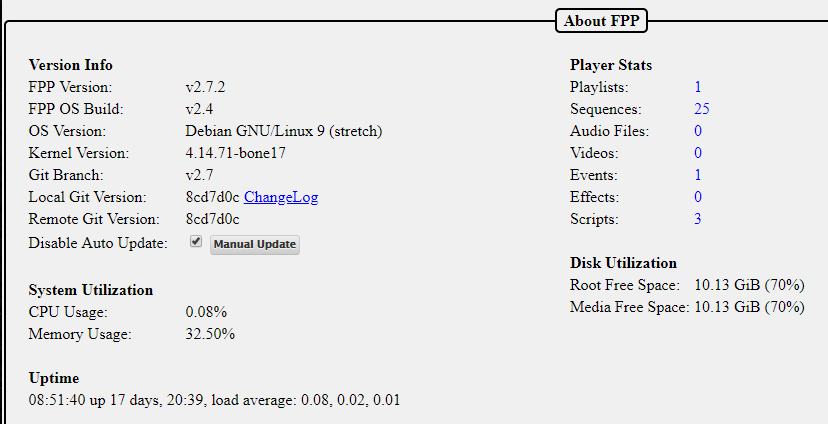 About FPP
Version Info
FPP Version: v2.7.2
FPP OS Build: v2.4
OS Version: Debian GNU/Linux 9 (stretch)
Kernel Version: 4.14.71-bone17
Git Branch: v2.7
Local Git Version: 8cd7d0c ChangeLog
Remote Git Version: 8cd7d0c
Disable Auto Update: Manual Update
System Utilization
CPU Usage: 0.08%
Memory Usage: 32.50%
Uptime
08:51:40 up 17 days, 20:39, load average: 0.08, 0.02, 0.01
Player Stats
Playlists: 1
Sequences: 25
Audio Files: 0
Videos: 0
Events: 1
Effects: 0
Scripts: 3
Disk Utilization
Root Free Space: 10.13 GiB (70%)
Media Free Space: 10.13 GiB (70%)